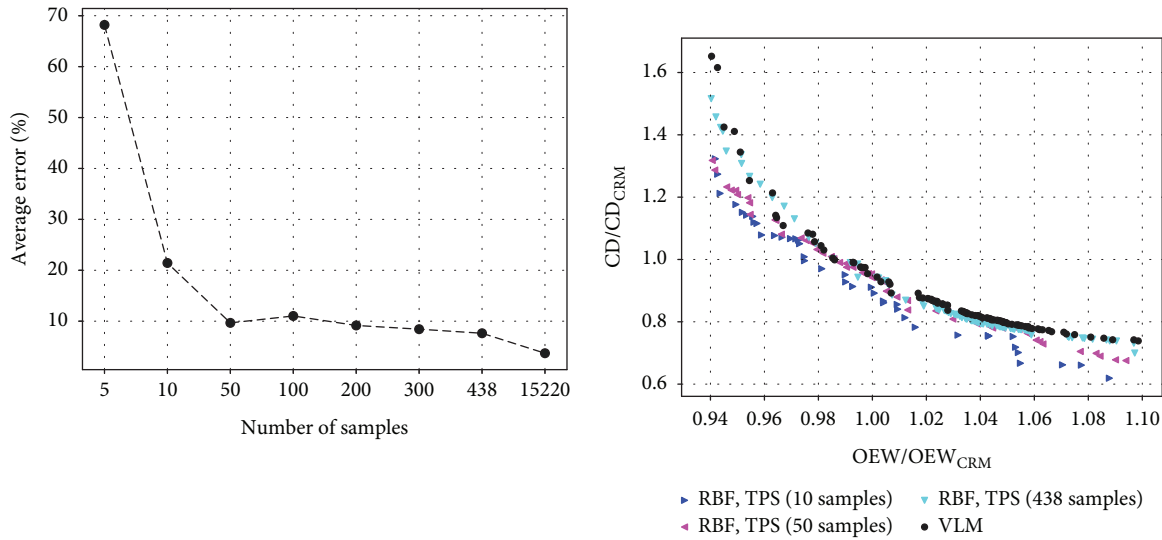 70
60
50
40
30
20
10
Average error (%)
5 10 50 100 200 300 438 15220
Number of samples
1.6
1.4
1.2
1.0
0.8
0.6
CD/CD_CRM
0.94 0.96 0.98 1.00 1.02 1.04 1.06 1.08 1.10
OEW/OEW_CRM
RBF, TPS (10 samples) RBF, TPS (438 samples)
RBF, TPS (50 samples) VLM